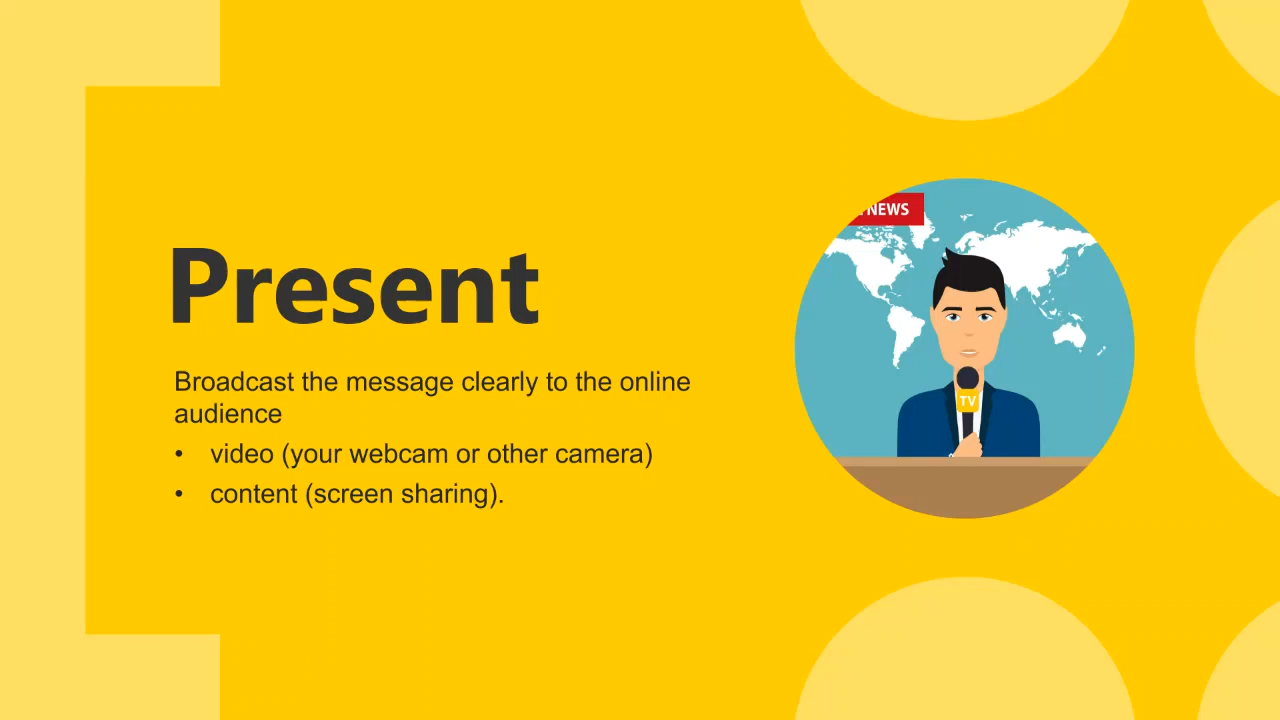 NEWS
Present
Broadcast the message clearly to the online
audience
• video (your webcam or other camera)
• content (screen sharing).
TV